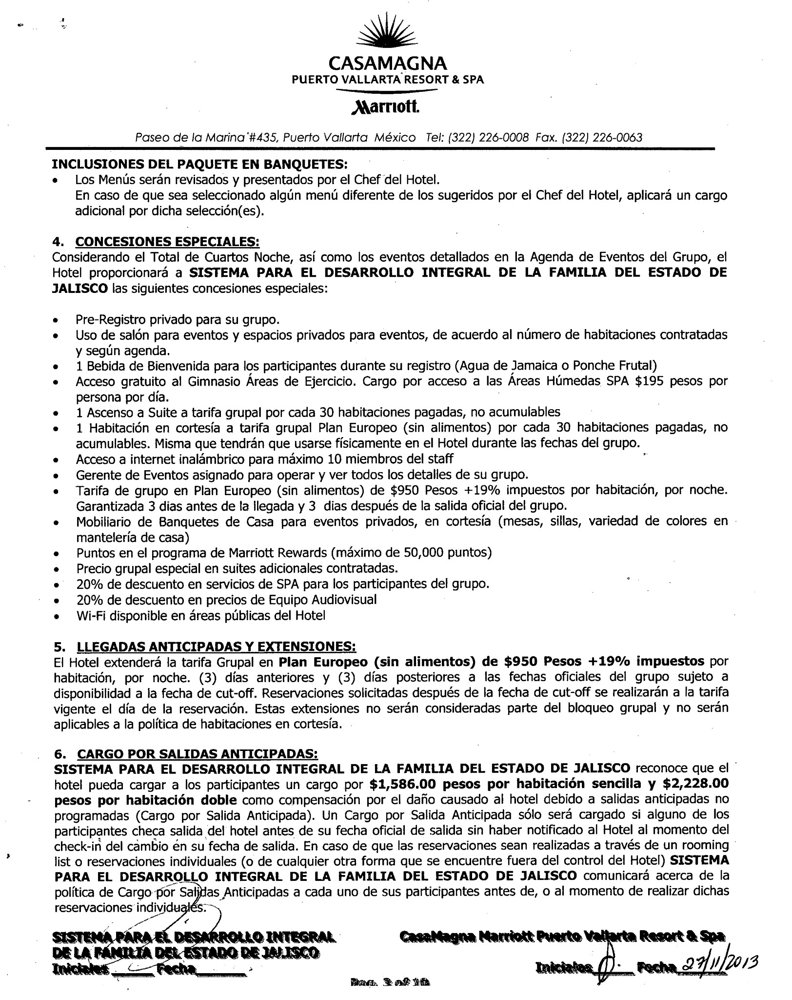 CASAMAGNA
PUERTO VALLARTA RESORT & SPA
Marriott.
Paseo de la Marina #435, Puerto Vallarta México Tel: (322) 226-0008 Fax. (322) 226-0063
INCLUSIONES DEL PAQUETE EN BANQUETES:
• Los Menús serán revisados y presentados por el Chef del Hotel.
En caso de que sea seleccionado algún menú diferente de los sugeridos por el Chef del Hotel, aplicará un cargo
adicional por dicha selección(es).
4. CONCESIONES ESPECIALES:
Considerando el Total de Cuartos Noche, así como los eventos detallados en la Agenda de Eventos del Grupo, el
Hotel proporcionará a SISTEMA PARA EL DESARROLLO INTEGRAL DE LA FAMILIA DEL ESTADO DE
JALISCO las siguientes concesiones especiales:
• Pre-Registro privado para su grupo.
• Uso de salón para eventos y espacios privados para eventos, de acuerdo al número de habitaciones contratadas
y según agenda.
• 1 Bebida de Bienvenida para los participantes durante su registro (Agua de Jamaica o Ponche Frutal)
• Acceso gratuito al Gimnasio Áreas de Ejercicio. Cargo por acceso a las Áreas Húmedas SPA $195 pesos por
persona por día.
• 1 Ascenso a Suite a tarifa grupal por cada 30 habitaciones pagadas, no acumulables
• 1 Habitación en cortesía a tarifa grupal Plan Europeo (sin alimentos) por cada 30 habitaciones pagadas, no
acumulables. Misma que tendrán que usarse físicamente en el Hotel durante las fechas del grupo.
• Acceso a internet inalámbrico para máximo 10 miembros del staff
• Gerente de Eventos asignado para operar y ver todos los detalles de su grupo.
• Tarifa de grupo en Plan Europeo (sin alimentos) de $950 Pesos +19% impuestos por habitación, por noche.
Garantizada 3 dias antes de la llegada y 3 dias después de la salida oficial del grupo.
• Mobiliario de Banquetes de Casa para eventos privados, en cortesía (mesas, sillas, variedad de colores en
mantelería de casa)
• Puntos en el programa de Marriott Rewards (máximo de 50,000 puntos)
• Precio grupal especial en suites adicionales contratadas.
• 20% de descuento en servicios de SPA para los participantes del grupo.
• 20% de descuento en precios de Equipo Audiovisual
• Wi-Fi disponible en áreas públicas del Hotel
5. LLEGADAS ANTICIPADAS Y EXTENSIONES:
El Hotel extenderá la tarifa Grupal en Plan Europeo (sin alimentos) de $950 Pesos +19% impuestos por
habitación, por noche. (3) días anteriores y (3) días posteriores a las fechas oficiales del grupo sujeto a
disponibilidad a la fecha de cut-off. Reservaciones solicitadas después de la fecha de cut-off se realizarán a la tarifa
vigente el día de la reservación. Estas extensiones no serán consideradas parte del bloqueo grupal y no serán
aplicables a la política de habitaciones en cortesía.
6. CARGO POR SALIDAS ANTICIPADAS:
SISTEMA PARA EL DESARROLLO INTEGRAL DE LA FAMILIA DEL ESTADO DE JALISCO reconoce que el
hotel pueda cargar a los participantes un cargo por $1,586.00 pesos por habitación sencilla y $2,228.00
pesos por habitación doble como compensación por el daño causado al hotel debido a salidas anticipadas no
programadas (Cargo por Salida Anticipada). Un Cargo por Salida Anticipada sólo será cargado si alguno de los
participantes checa salida del hotel antes de su fecha oficial de salida sin haber notificado al Hotel al momento del
check-in del cambio en su fecha de salida. En caso de que las reservaciones sean realizadas a través de un rooming
list o reservaciones individuales (o de cualquier otra forma que se encuentre fuera del control del Hotel) SISTEMA
PARA EL DESARROLLO INTEGRAL DE LA FAMILIA DEL ESTADO DE JALISCO comunicará acerca de la
política de Cargo por Salidas Anticipadas a cada uno de sus participantes antes de, o al momento de realizar dichas
reservaciones individuales.
SISTEMA PARA EL DESARROLLO INTEGRAL
DE LA FAMILIA DEL ESTADO DE JALISCO
Iniciales ______ Fecha ______
CasaMagna Marriott Puerto Vallarta Resort & Spa
Iniciales ______ Fecha 27/11/2013
Pag. 3 of 10